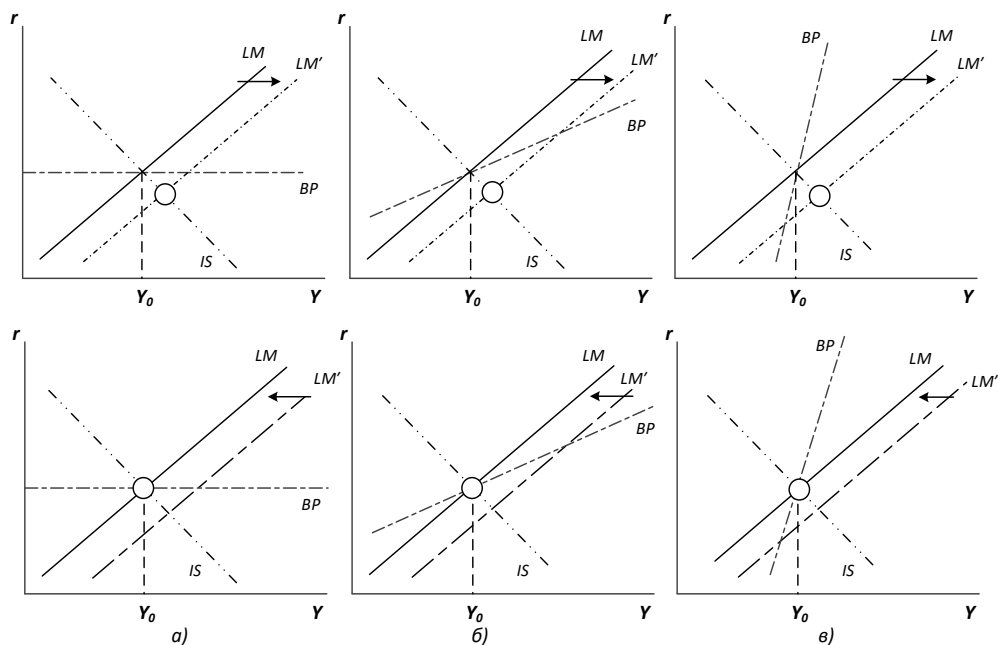 r
LM
LM′
BP
IS
Y₀
Y
r
LM
LM′
BP
IS
Y₀
Y
r
BP
LM
LM′
IS
Y₀
Y
r
LM
LM′
BP
IS
Y₀
Y
а)
r
LM
LM′
BP
IS
Y₀
Y
б)
r
BP
LM
LM′
IS
Y₀
Y
в)